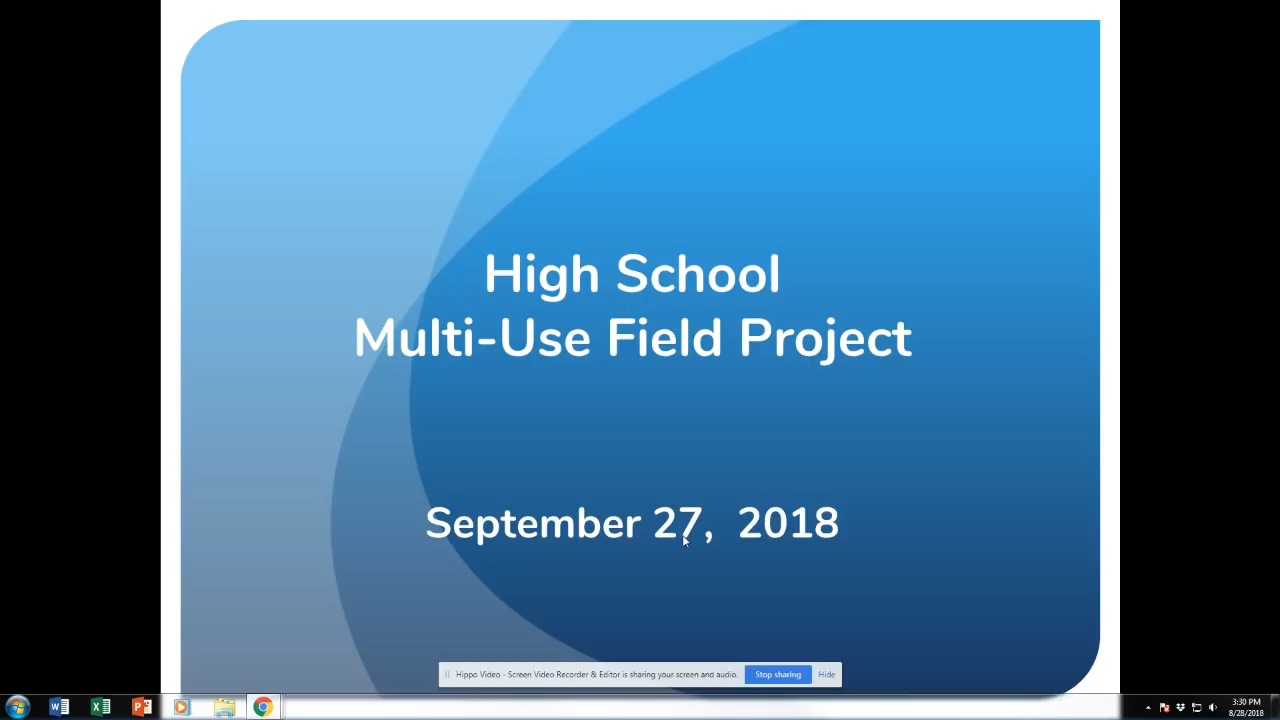 High School
Multi-Use Field Project
September 27, 2018
Hippo Video - Screen Video Recorder & Editor is sharing your screen and audio.
Stop sharing
Hide
3:30 PM
8/28/2018